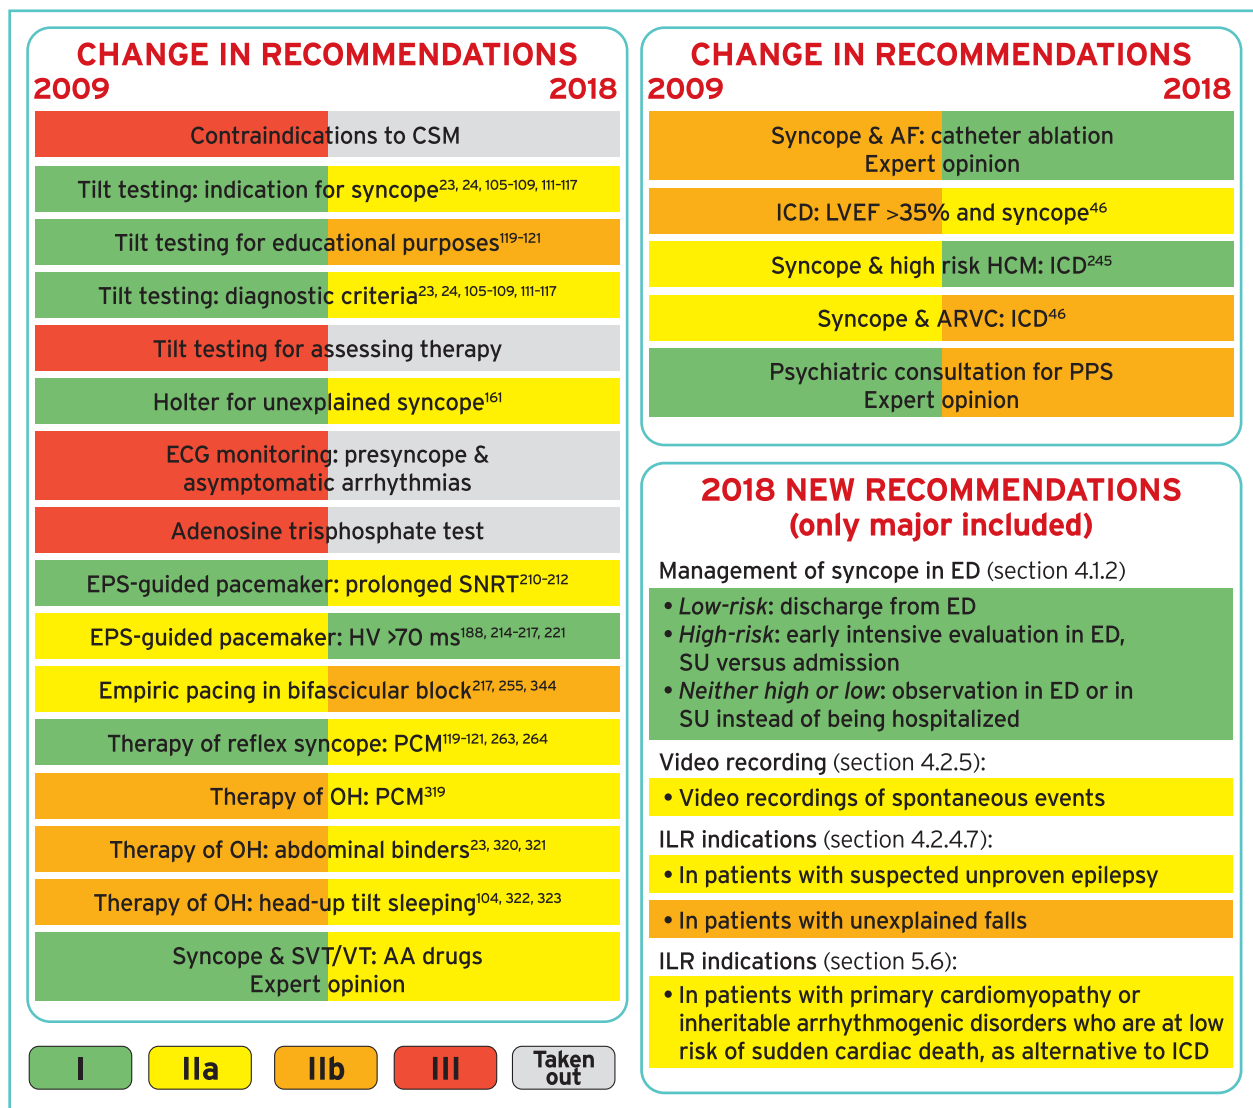 CHANGE IN RECOMMENDATIONS
2009 2018
Contraindications to CSM
Tilt testing: indication for syncope23, 24, 105–109, 111–117
Tilt testing for educational purposes119–121
Tilt testing: diagnostic criteria23, 24, 105–109, 111–117
Tilt testing for assessing therapy
Holter for unexplained syncope161
ECG monitoring: presyncope &
asymptomatic arrhythmias
Adenosine trisphosphate test
EPS-guided pacemaker: prolonged SNRT210–212
EPS-guided pacemaker: HV >70 ms188, 214–217, 221
Empiric pacing in bifascicular block217, 255, 344
Therapy of reflex syncope: PCM119–121, 263, 264
Therapy of OH: PCM319
Therapy of OH: abdominal binders23, 320, 321
Therapy of OH: head-up tilt sleeping104, 322, 323
Syncope & SVT/VT: AA drugs
Expert opinion
I IIa IIb III Taken
out
CHANGE IN RECOMMENDATIONS
2009 2018
Syncope & AF: catheter ablation
Expert opinion
ICD: LVEF >35% and syncope46
Syncope & high risk HCM: ICD245
Syncope & ARVC: ICD46
Psychiatric consultation for PPS
Expert opinion
2018 NEW RECOMMENDATIONS
(only major included)
Management of syncope in ED (section 4.1.2)
• Low-risk: discharge from ED
• High-risk: early intensive evaluation in ED,
SU versus admission
• Neither high or low: observation in ED or in
SU instead of being hospitalized
Video recording (section 4.2.5):
• Video recordings of spontaneous events
ILR indications (section 4.2.4.7):
• In patients with suspected unproven epilepsy
• In patients with unexplained falls
ILR indications (section 5.6):
• In patients with primary cardiomyopathy or
inheritable arrhythmogenic disorders who are at low
risk of sudden cardiac death, as alternative to ICD